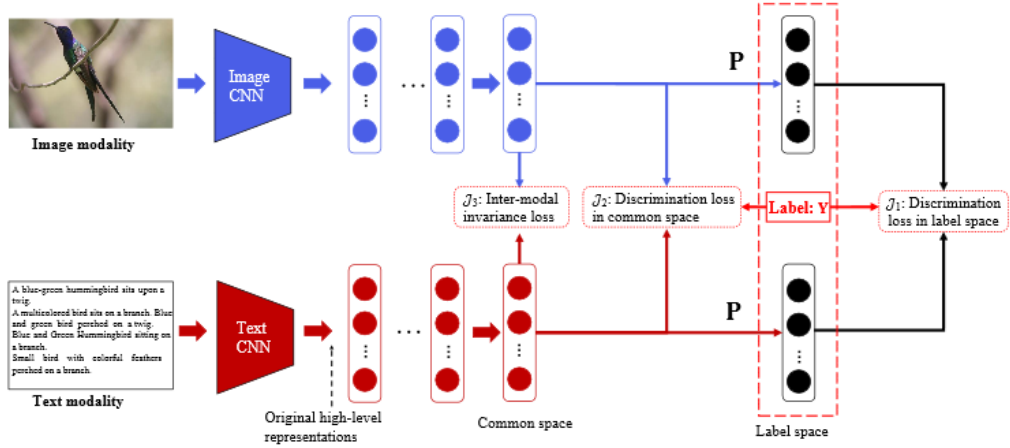 Image
CNN
P
Image modality
𝒥₃: Inter-modal
invariance loss
𝒥₂: Discrimination loss
in common space
Label: Y
𝒥₁: Discrimination
loss in label space
A blue-green hummingbird sits upon a
twig.
A multicolored bird sits on a branch. Blue
and green bird perched on a twig.
Blue and Green Hummingbird sitting on
a branch.
Small bird with colorful feathers
perched on a branch.
Text
CNN
P
Text modality
Original high-level
representations
Common space
Label space